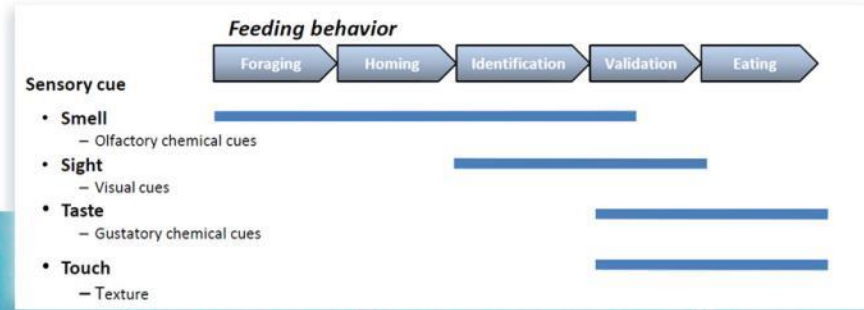 Feeding behavior
Foraging Homing Identification Validation Eating
Sensory cue
• Smell
– Olfactory chemical cues
• Sight
– Visual cues
• Taste
– Gustatory chemical cues
• Touch
– Texture